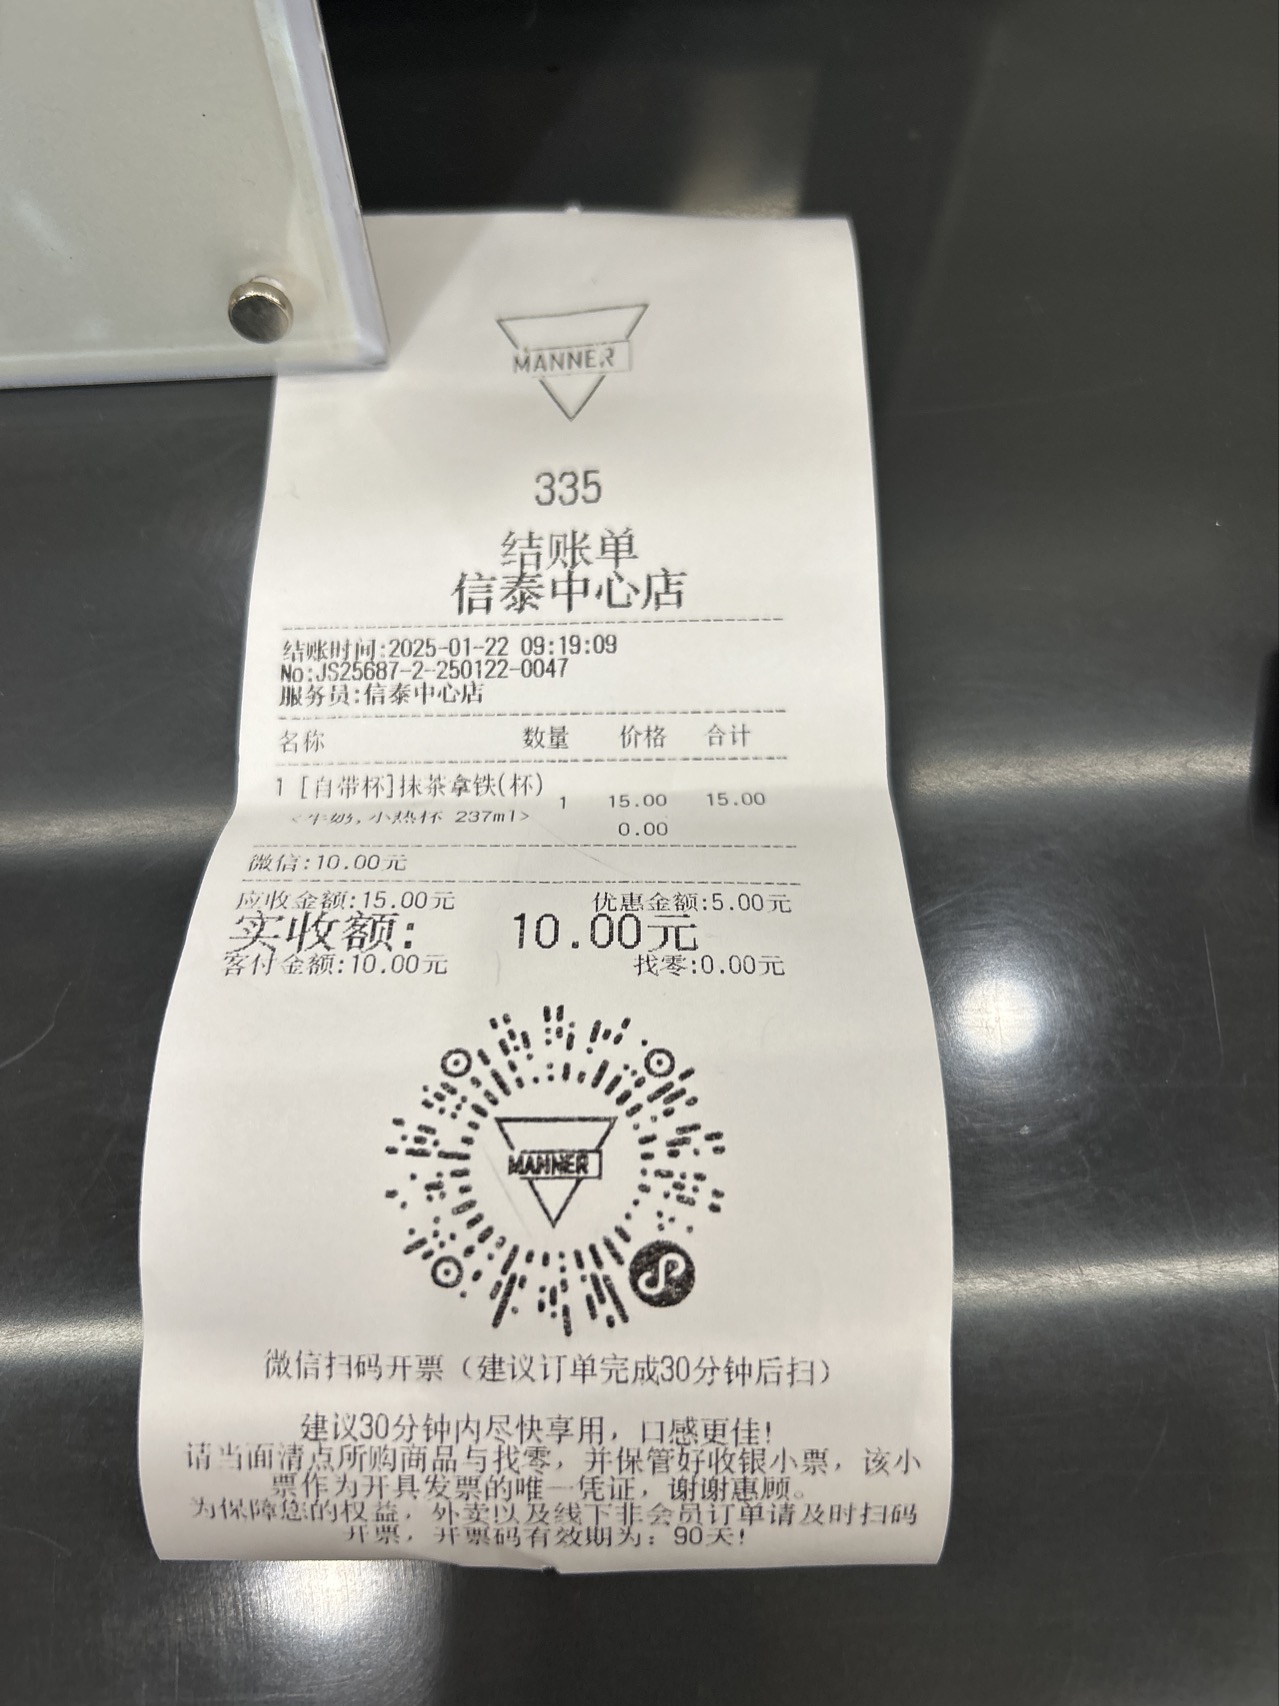 MANNER
335
结账单
信泰中心店
结账时间:2025-01-22 09:19:09
No:JS25687-2-250122-0047
服务员:信泰中心店
名称 数量 价格 合计
1 [自带杯]抹茶拿铁(杯) 1 15.00 15.00
<牛奶,小热杯 237ml> 0.00
微信:10.00元
应收金额:15.00元 优惠金额:5.00元
实收额: 10.00元
客付金额:10.00元 找零:0.00元
MANNER
微信扫码开票（建议订单完成30分钟后扫）
建议30分钟内尽快享用，口感更佳!
请当面清点所购商品与找零，并保管好收银小票，该小
票作为开具发票的唯一凭证，谢谢惠顾。
为保障您的权益，外卖以及线下非会员订单请及时扫码
开票，开票码有效期为：90天!